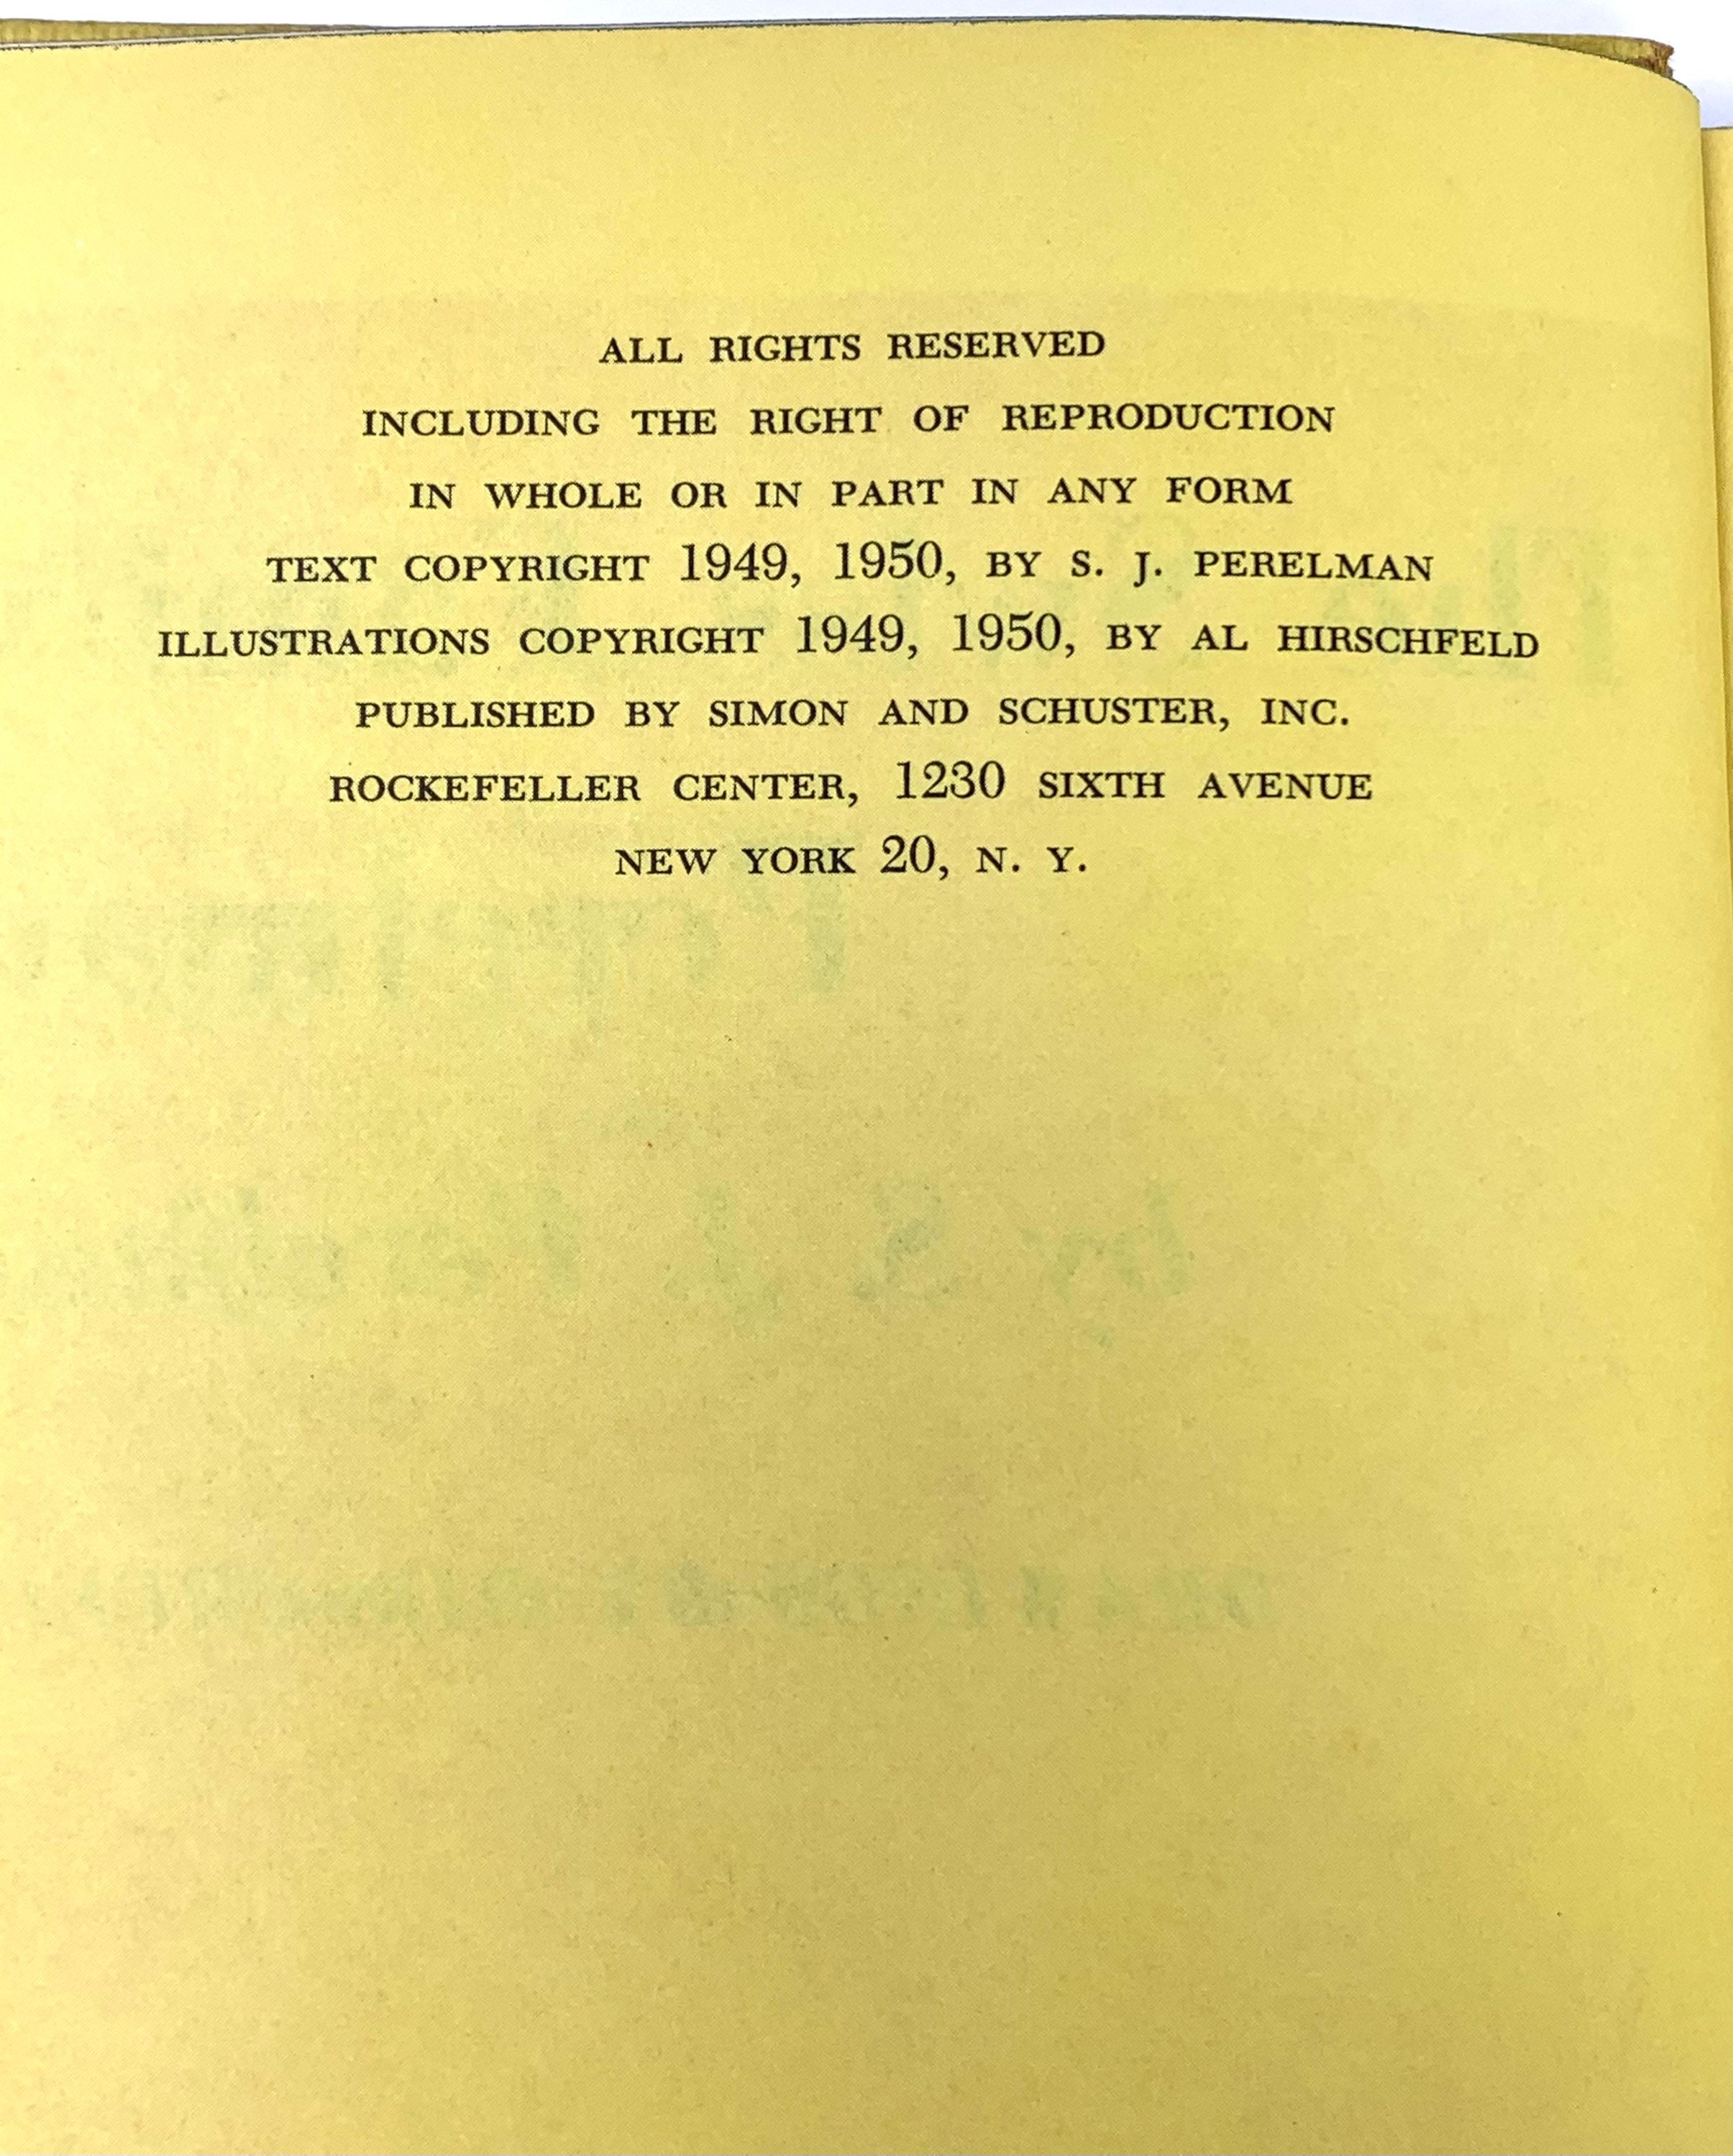 ALL RIGHTS RESERVED
INCLUDING THE RIGHT OF REPRODUCTION
IN WHOLE OR IN PART IN ANY FORM
TEXT COPYRIGHT 1949, 1950, BY S. J. PERELMAN
ILLUSTRATIONS COPYRIGHT 1949, 1950, BY AL HIRSCHFELD
PUBLISHED BY SIMON AND SCHUSTER, INC.
ROCKEFELLER CENTER, 1230 SIXTH AVENUE
NEW YORK 20, N. Y.